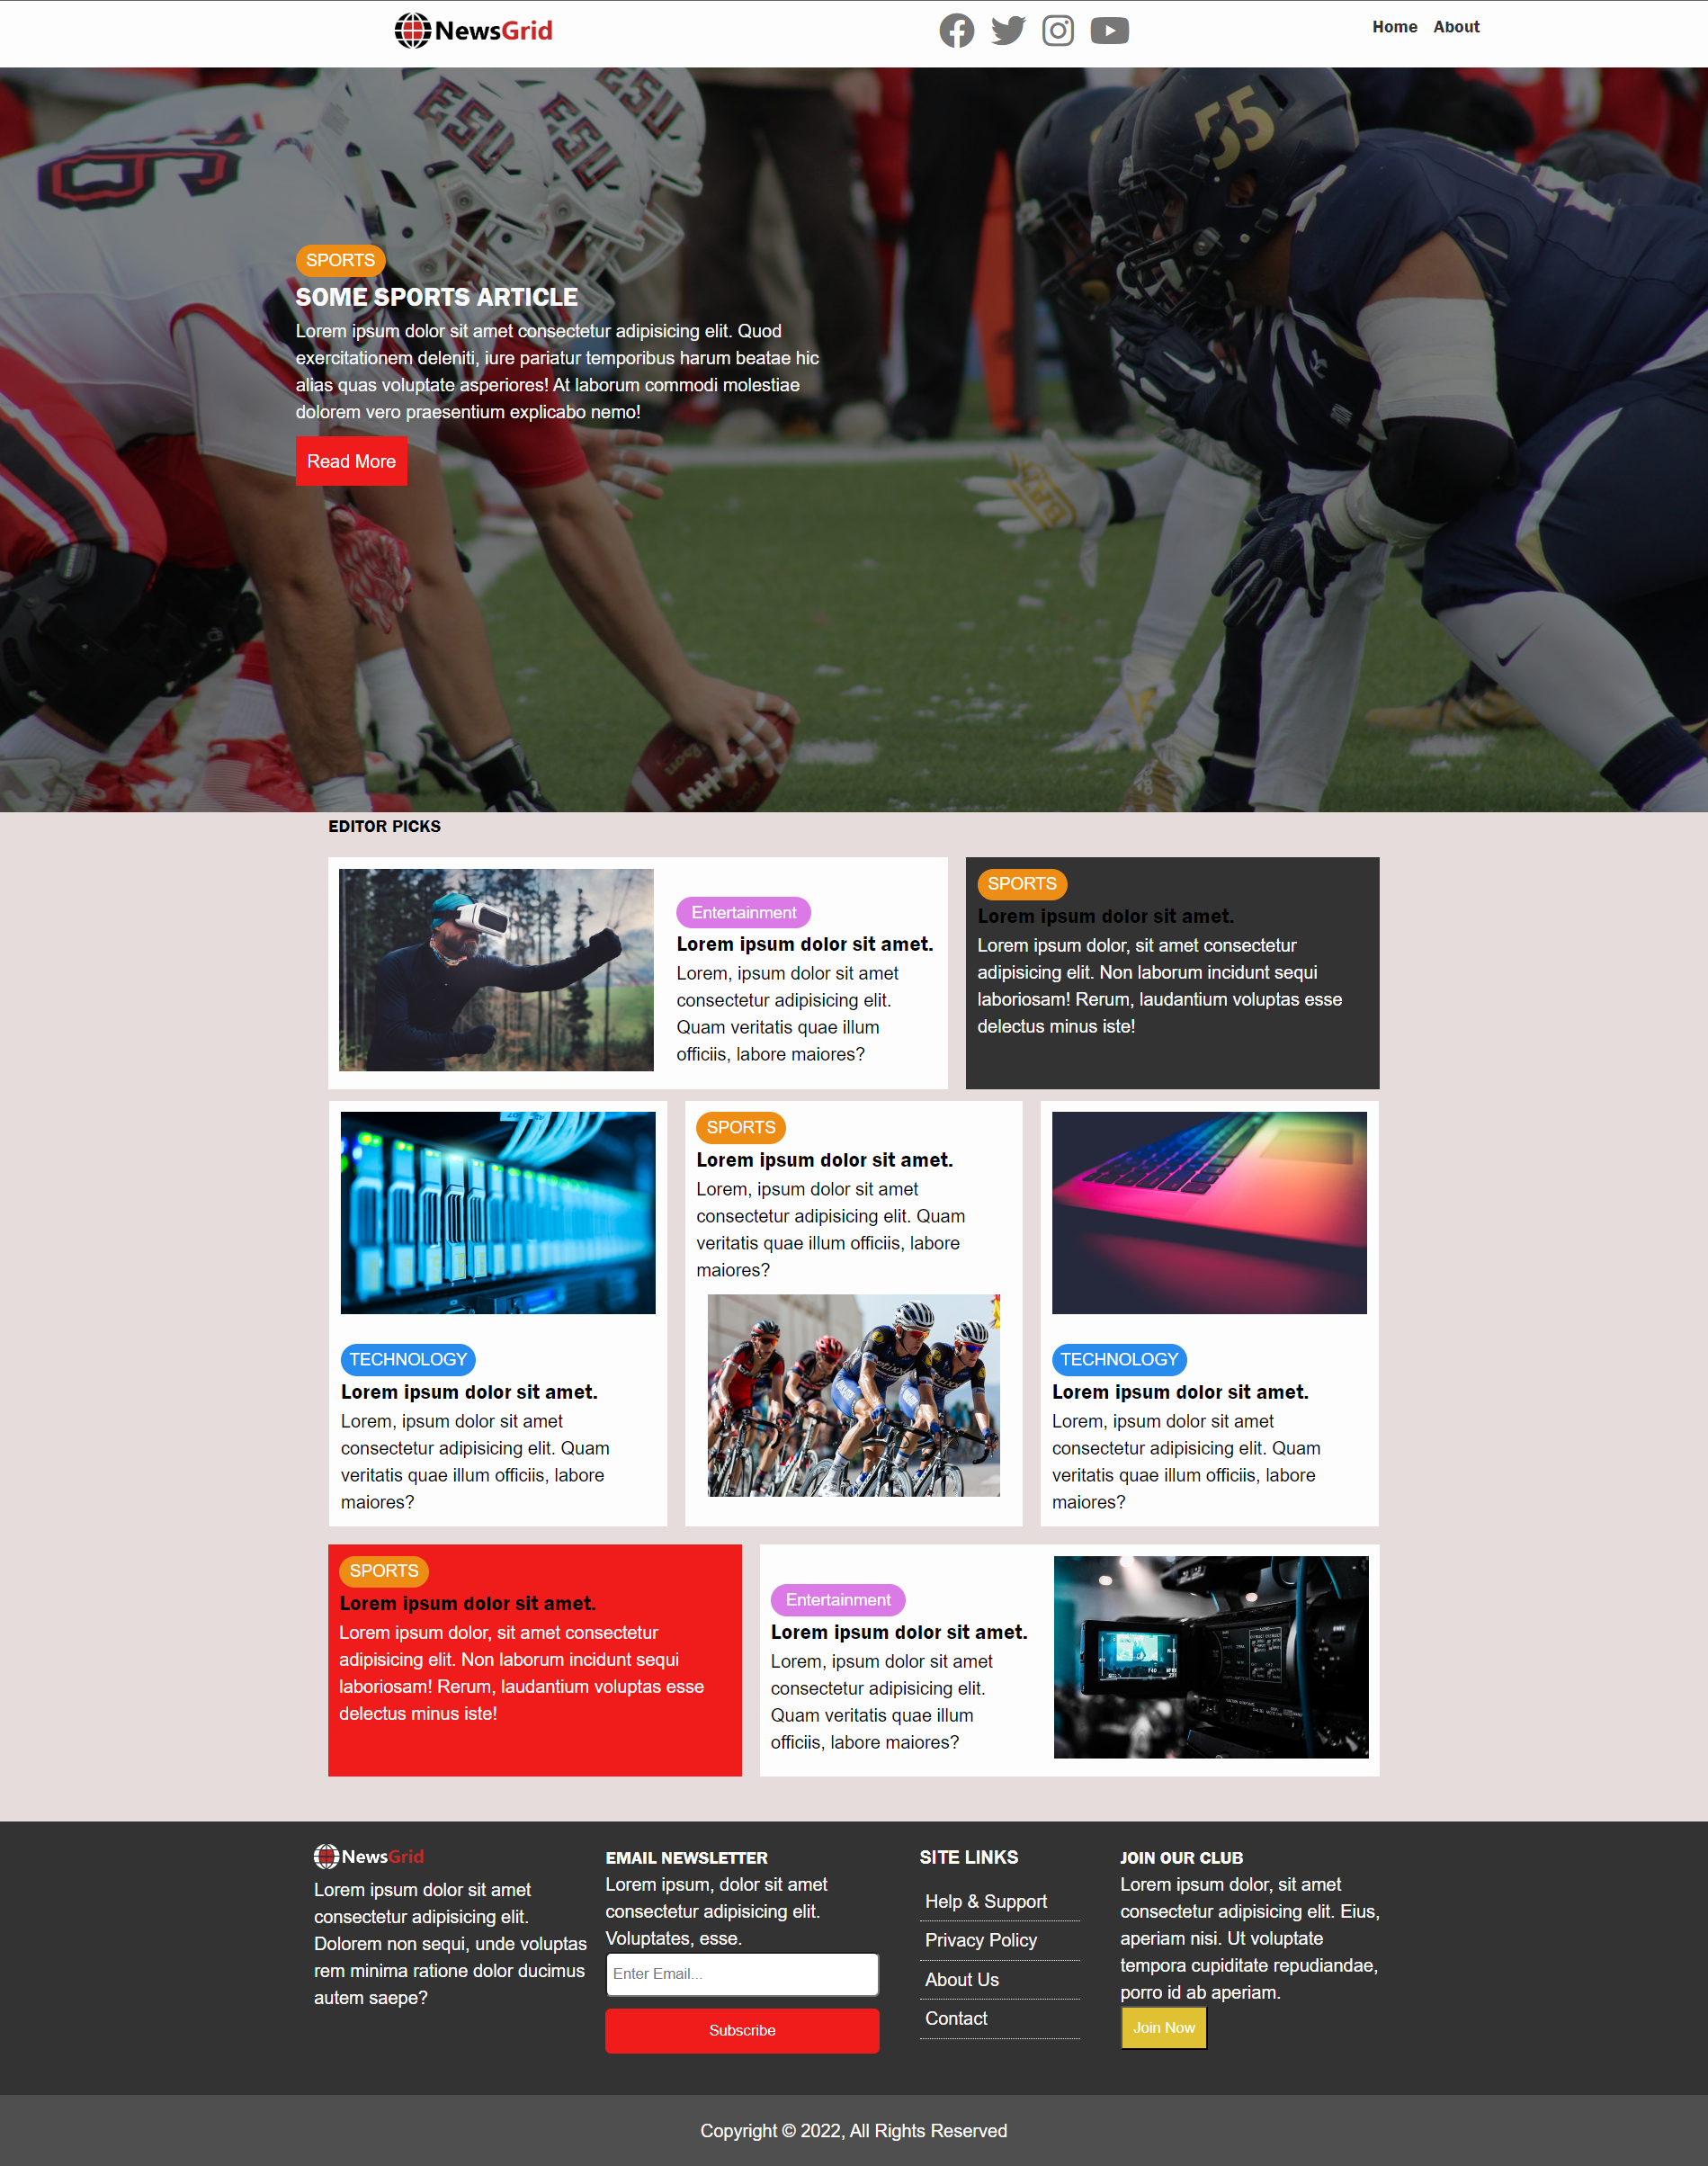 NewsGrid
Home About
ESU
ESU
ESU
55
SPORTS
SOME SPORTS ARTICLE
Lorem ipsum dolor sit amet consectetur adipisicing elit. Quod
exercitationem deleniti, iure pariatur temporibus harum beatae hic
alias quas voluptate asperiores! At laborum commodi molestiae
dolorem vero praesentium explicabo nemo!
Read More
EDITOR PICKS
Entertainment
Lorem ipsum dolor sit amet.
Lorem, ipsum dolor sit amet
consectetur adipisicing elit.
Quam veritatis quae illum
officiis, labore maiores?
SPORTS
Lorem ipsum dolor sit amet.
Lorem ipsum dolor, sit amet consectetur
adipisicing elit. Non laborum incidunt sequi
laboriosam! Rerum, laudantium voluptas esse
delectus minus iste!
TECHNOLOGY
Lorem ipsum dolor sit amet.
Lorem, ipsum dolor sit amet
consectetur adipisicing elit. Quam
veritatis quae illum officiis, labore
maiores?
SPORTS
Lorem ipsum dolor sit amet.
Lorem, ipsum dolor sit amet
consectetur adipisicing elit. Quam
veritatis quae illum officiis, labore
maiores?
TECHNOLOGY
Lorem ipsum dolor sit amet.
Lorem, ipsum dolor sit amet
consectetur adipisicing elit. Quam
veritatis quae illum officiis, labore
maiores?
SPORTS
Lorem ipsum dolor sit amet.
Lorem ipsum dolor, sit amet consectetur
adipisicing elit. Non laborum incidunt sequi
laboriosam! Rerum, laudantium voluptas esse
delectus minus iste!
Entertainment
Lorem ipsum dolor sit amet.
Lorem, ipsum dolor sit amet
consectetur adipisicing elit.
Quam veritatis quae illum
officiis, labore maiores?
NewsGrid
Lorem ipsum dolor sit amet
consectetur adipisicing elit.
Dolorem non sequi, unde voluptas
rem minima ratione dolor ducimus
autem saepe?
EMAIL NEWSLETTER
Lorem ipsum, dolor sit amet
consectetur adipisicing elit.
Voluptates, esse.
Enter Email...
Subscribe
SITE LINKS
Help & Support
Privacy Policy
About Us
Contact
JOIN OUR CLUB
Lorem ipsum dolor, sit amet
consectetur adipisicing elit. Eius,
aperiam nisi. Ut voluptate
tempora cupiditate repudiandae,
porro id ab aperiam.
Join Now
Copyright © 2022, All Rights Reserved